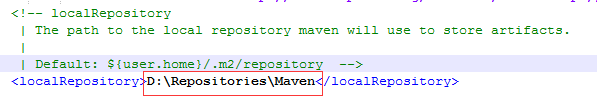 <!-- localRepository
| The path to the local repository maven will use to store artifacts.
|
| Default: ${user.home}/.m2/repository -->
<localRepository>D:\Repositories\Maven</localRepository>